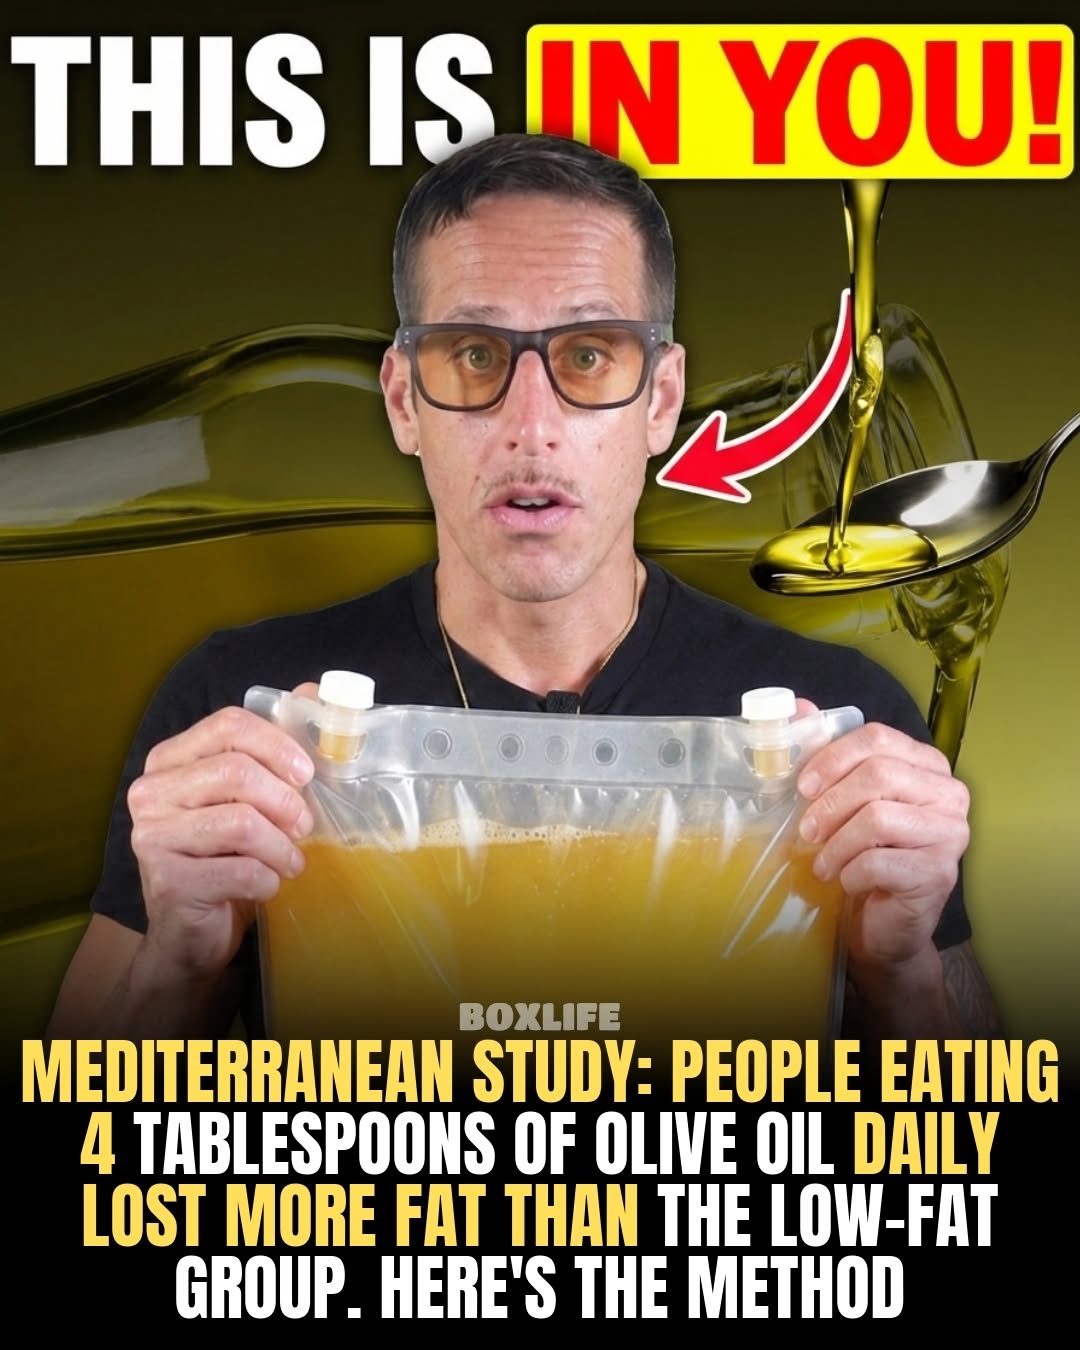 THIS IS IN YOU!
BOXLIFE
MEDITERRANEAN STUDY: PEOPLE EATING
4 TABLESPOONS OF OLIVE OIL DAILY
LOST MORE FAT THAN THE LOW-FAT
GROUP. HERE'S THE METHOD